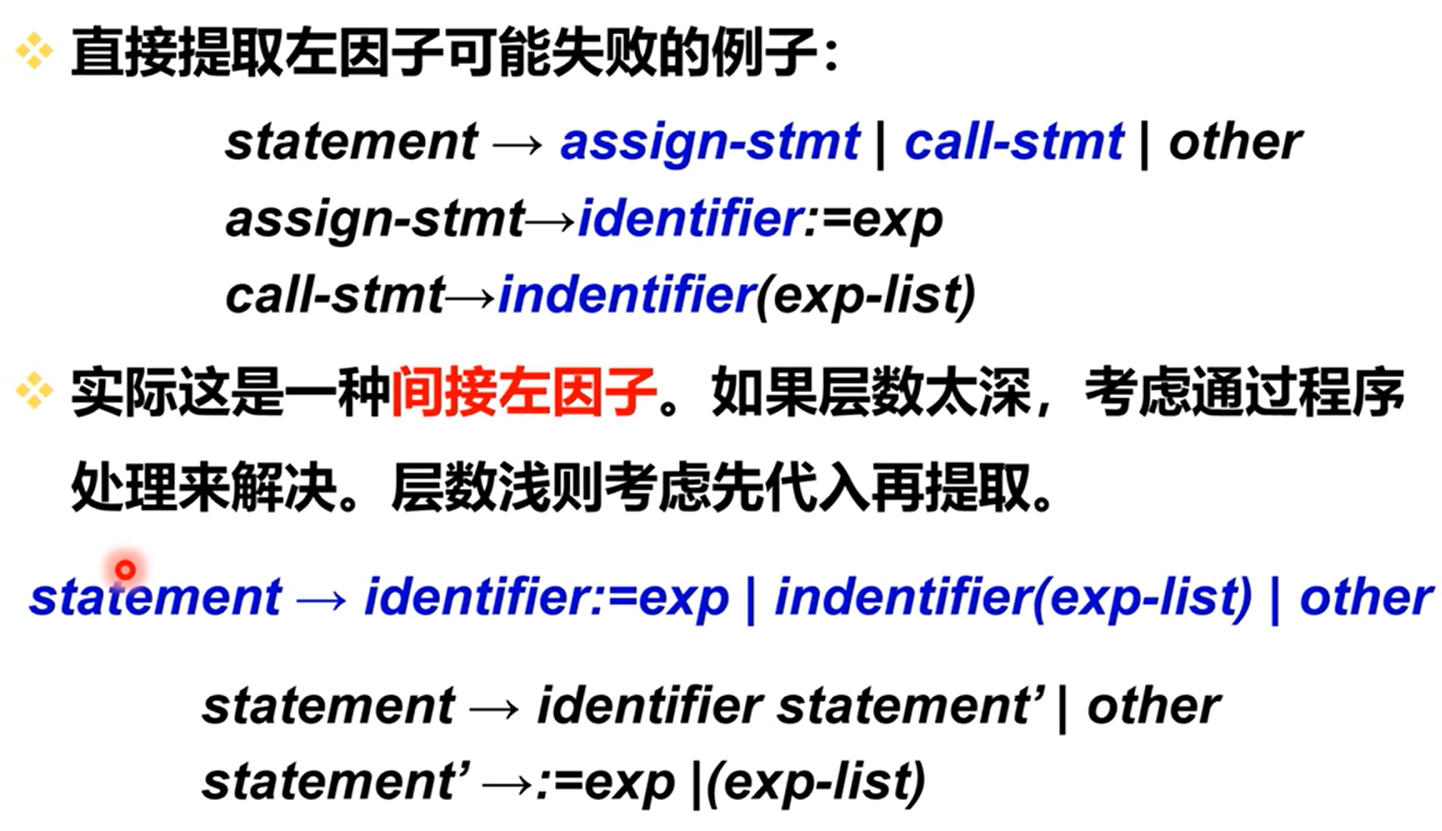 直接提取左因子可能失败的例子：
statement → assign-stmt | call-stmt | other
assign-stmt→identifier:=exp
call-stmt→indentifier(exp-list)
实际这是一种间接左因子。如果层数太深，考虑通过程序
处理来解决。层数浅则考虑先代入再提取。
statement → identifier:=exp | indentifier(exp-list) | other
statement → identifier statement’ | other
statement’ →:=exp |(exp-list)